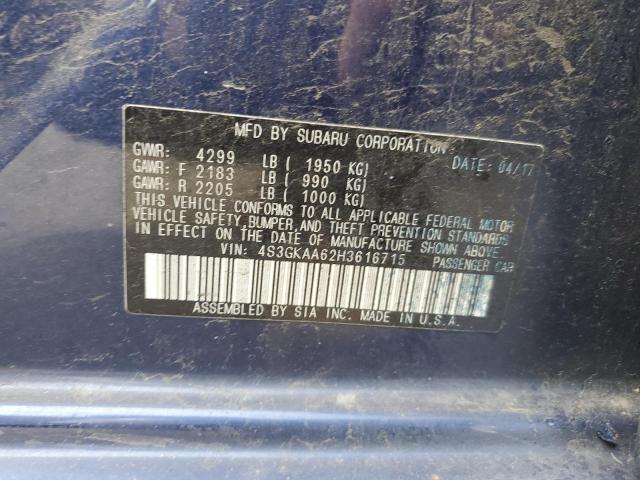 MFD BY SUBARU CORPORATION
GVWR: 4299 LB ( 1950 KG) DATE: 04/17
GAWR: F 2183 LB ( 990 KG)
GAWR: R 2205 LB ( 1000 KG)
THIS VEHICLE CONFORMS TO ALL APPLICABLE FEDERAL MOTOR
VEHICLE SAFETY, BUMPER, AND THEFT PREVENTION STANDARDS
IN EFFECT ON THE DATE OF MANUFACTURE SHOWN ABOVE.
VIN: 4S3GKAA62H3616715 PASSENGER CAR
ASSEMBLED BY SIA INC. MADE IN U.S.A.